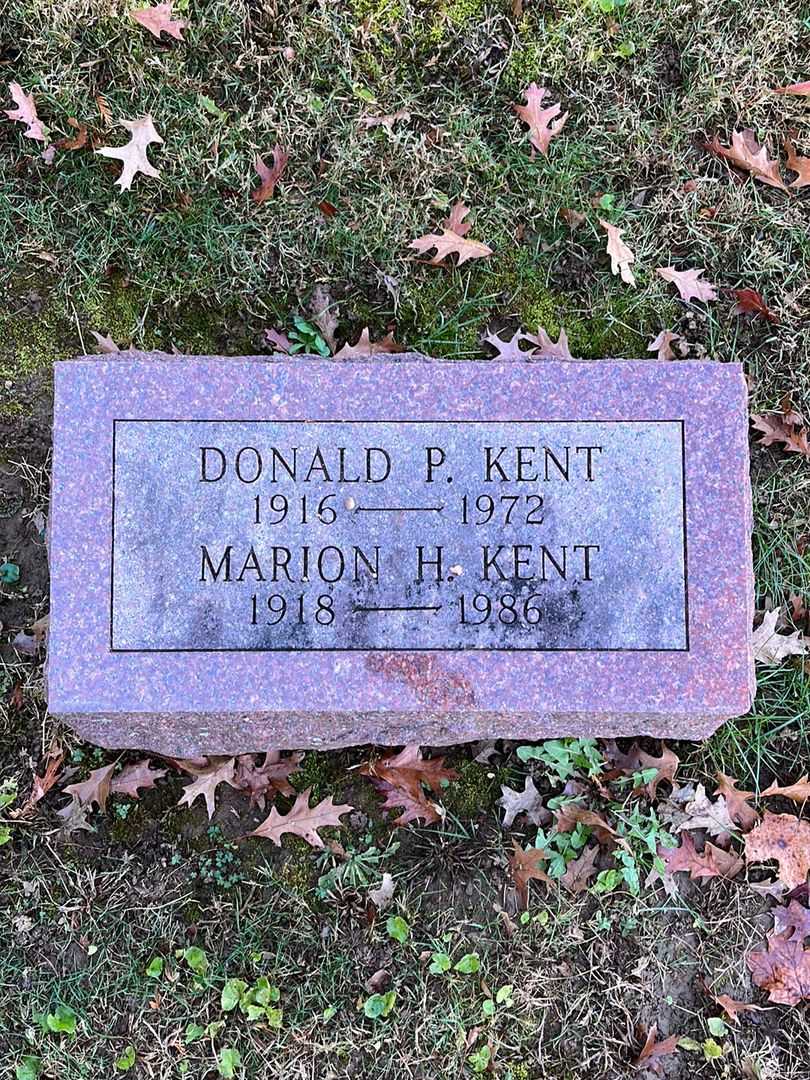 DONALD P. KENT
1916 — 1972
MARION H. KENT
1918 — 1986